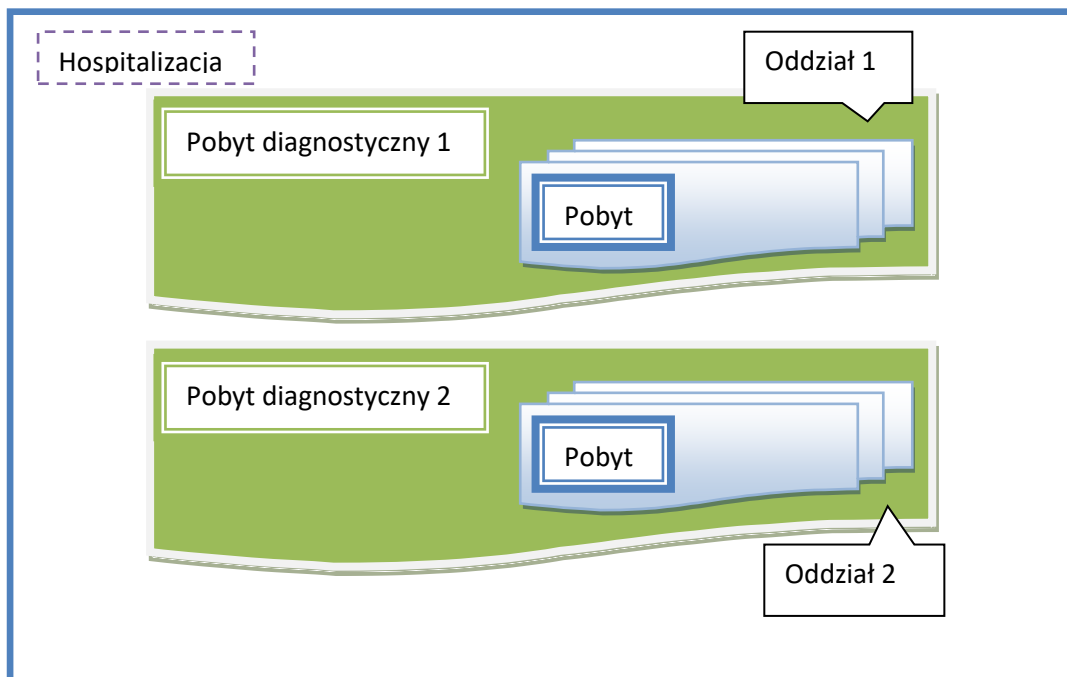 Hospitalizacja
Oddział 1
Pobyt diagnostyczny 1
Pobyt
Pobyt diagnostyczny 2
Pobyt
Oddział 2